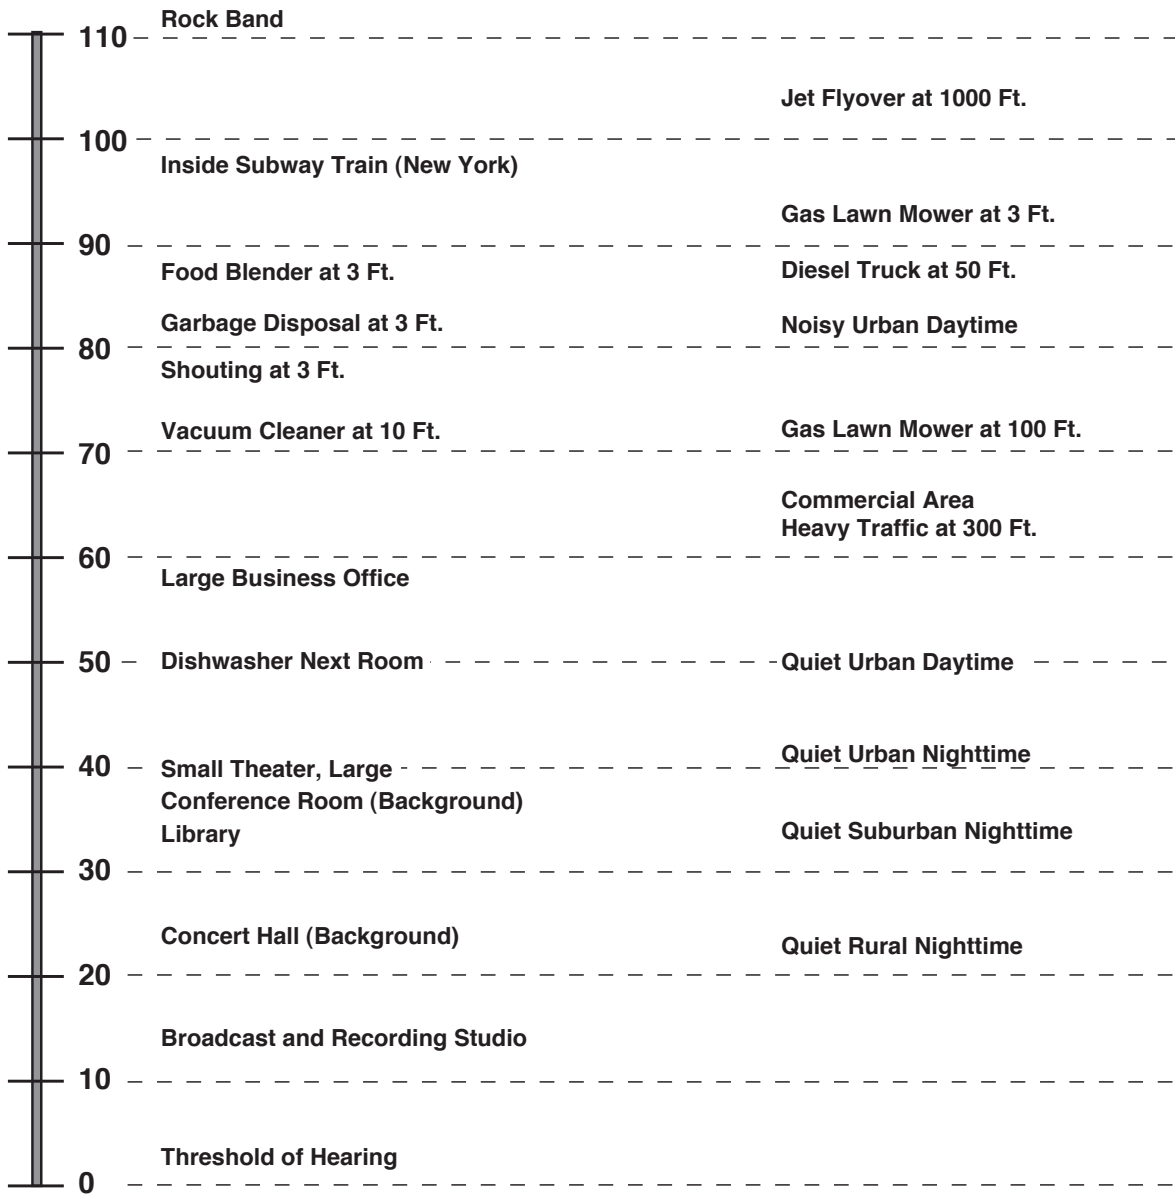 Rock Band
110
Jet Flyover at 1000 Ft.
100
Inside Subway Train (New York)
Gas Lawn Mower at 3 Ft.
90
Food Blender at 3 Ft. Diesel Truck at 50 Ft.
Garbage Disposal at 3 Ft. Noisy Urban Daytime
80
Shouting at 3 Ft.
Vacuum Cleaner at 10 Ft. Gas Lawn Mower at 100 Ft.
70
Commercial Area
Heavy Traffic at 300 Ft.
60
Large Business Office
50 Dishwasher Next Room Quiet Urban Daytime
Quiet Urban Nighttime
40 Small Theater, Large
Conference Room (Background)
Library Quiet Suburban Nighttime
30
Concert Hall (Background) Quiet Rural Nighttime
20
Broadcast and Recording Studio
10
Threshold of Hearing
0